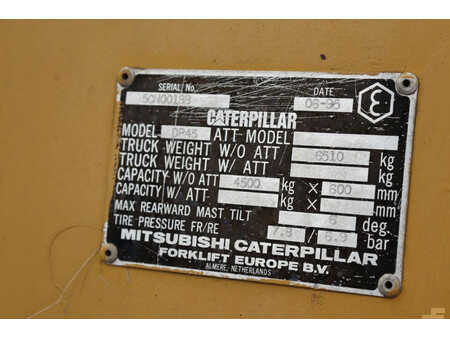 SERIAL No. DATE
5CN00188 06-95
CATERPILLAR
MODEL DP45 ATT-MODEL
TRUCK WEIGHT W/O ATT 6510 kg
TRUCK WEIGHT W/ ATT kg
CAPACITY W/O ATT 4500 kg × 600 mm
CAPACITY W/ ATT kg × mm
MAX REARWARD MAST TILT 6 deg.
TIRE PRESSURE FR/RE 7.8 / 6.9 bar
MITSUBISHI CATERPILLAR
FORKLIFT EUROPE B.V.
ALMERE, NETHERLANDS